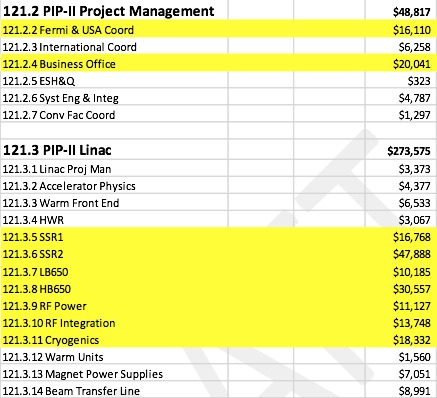 121.2 PIP-II Project Management $48,817
121.2.2 Fermi & USA Coord $16,110
121.2.3 International Coord $6,258
121.2.4 Business Office $20,041
121.2.5 ESH&Q $323
121.2.6 Syst Eng & Integ $4,787
121.2.7 Conv Fac Coord $1,297
121.3 PIP-II Linac $273,575
121.3.1 Linac Proj Man $3,373
121.3.2 Accelerator Physics $4,377
121.3.3 Warm Front End $6,533
121.3.4 HWR $3,067
121.3.5 SSR1 $16,768
121.3.6 SSR2 $47,888
121.3.7 LB650 $10,185
121.3.8 HB650 $30,557
121.3.9 RF Power $11,127
121.3.10 RF Integration $13,748
121.3.11 Cryogenics $18,332
121.3.12 Warm Units $1,560
121.3.13 Magnet Power Supplies $7,051
121.3.14 Beam Transfer Line $8,991